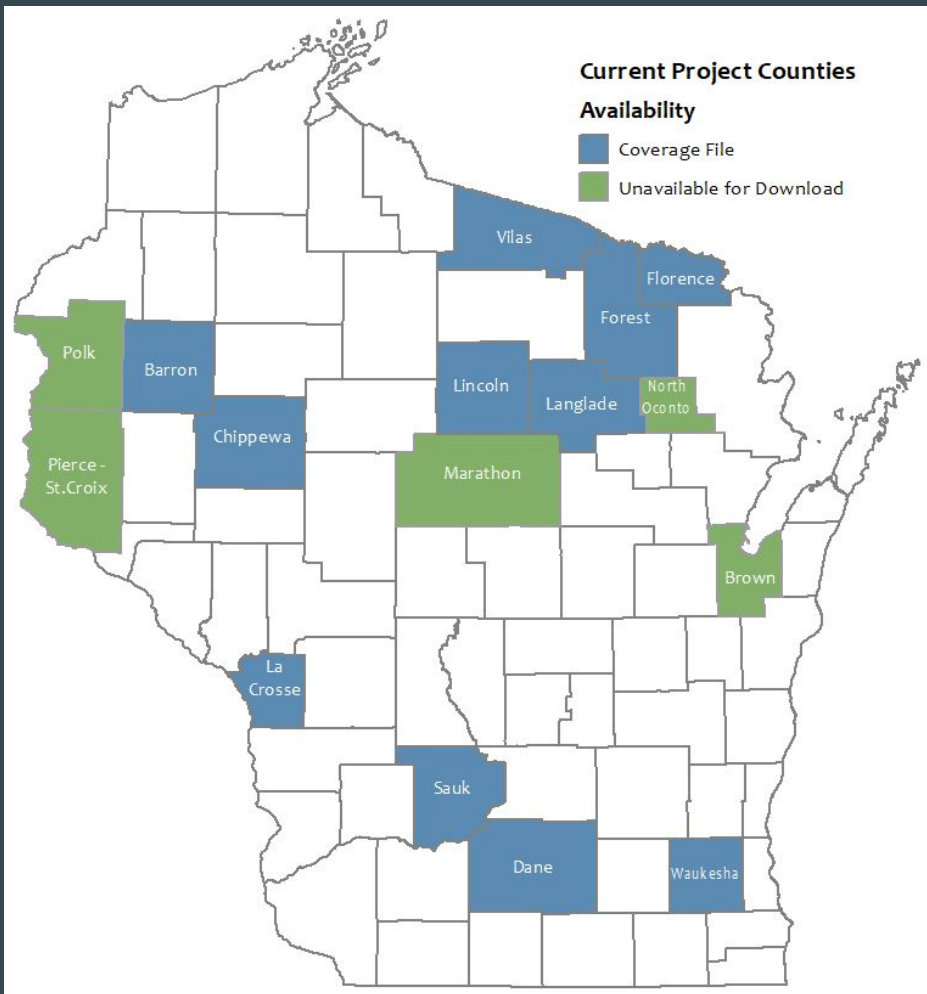 Current Project Counties
Availability
Coverage File
Unavailable for Download
Vilas
Florence
Forest
Polk
Barron
Lincoln
Langlade
North
Oconto
Chippewa
Pierce -
St.Croix
Marathon
Brown
La
Crosse
Sauk
Dane
Waukesha